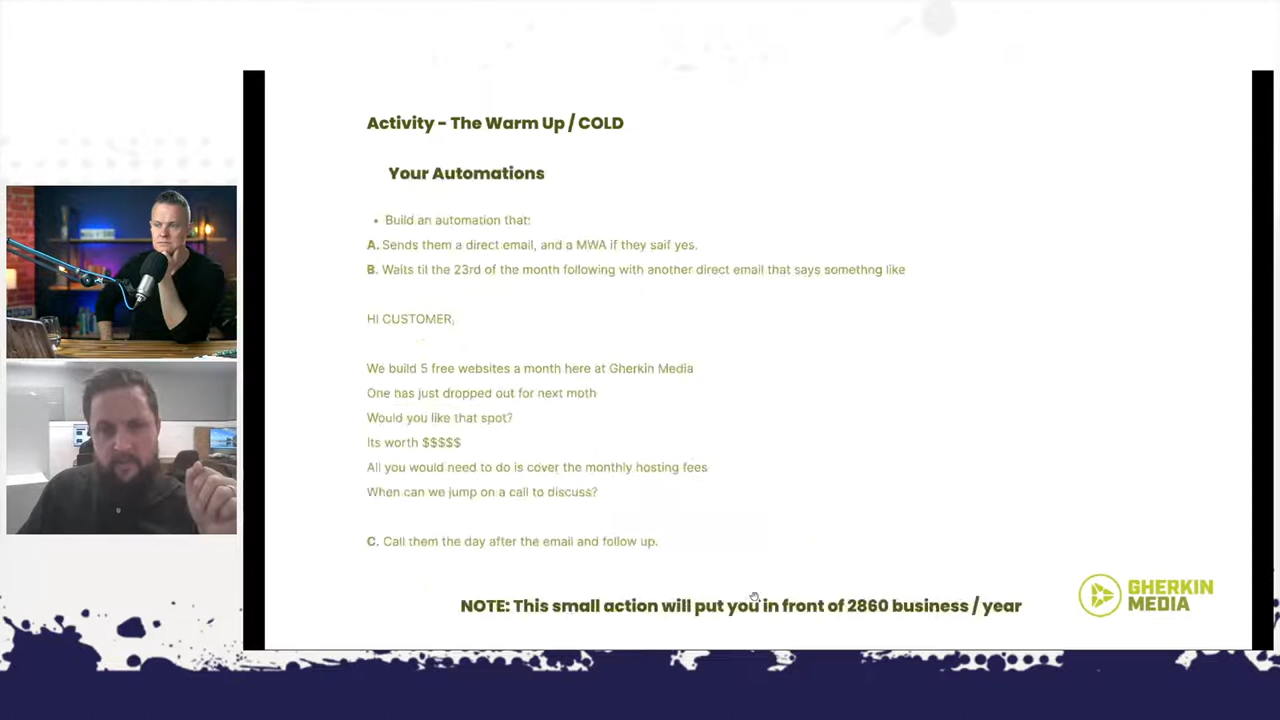 Activity - The Warm Up / COLD
Your Automations
• Build an automation that:
A. Sends them a direct email, and a MWA if they saif yes.
B. Waits til the 23rd of the month following with another direct email that says somethng like
HI CUSTOMER,
We build 5 free websites a month here at Gherkin Media
One has just dropped out for next moth
Would you like that spot?
Its worth $$$$$
All you would need to do is cover the monthly hosting fees
When can we jump on a call to discuss?
C. Call them the day after the email and follow up.
NOTE: This small action will put you in front of 2860 business / year
GHERKIN
MEDIA